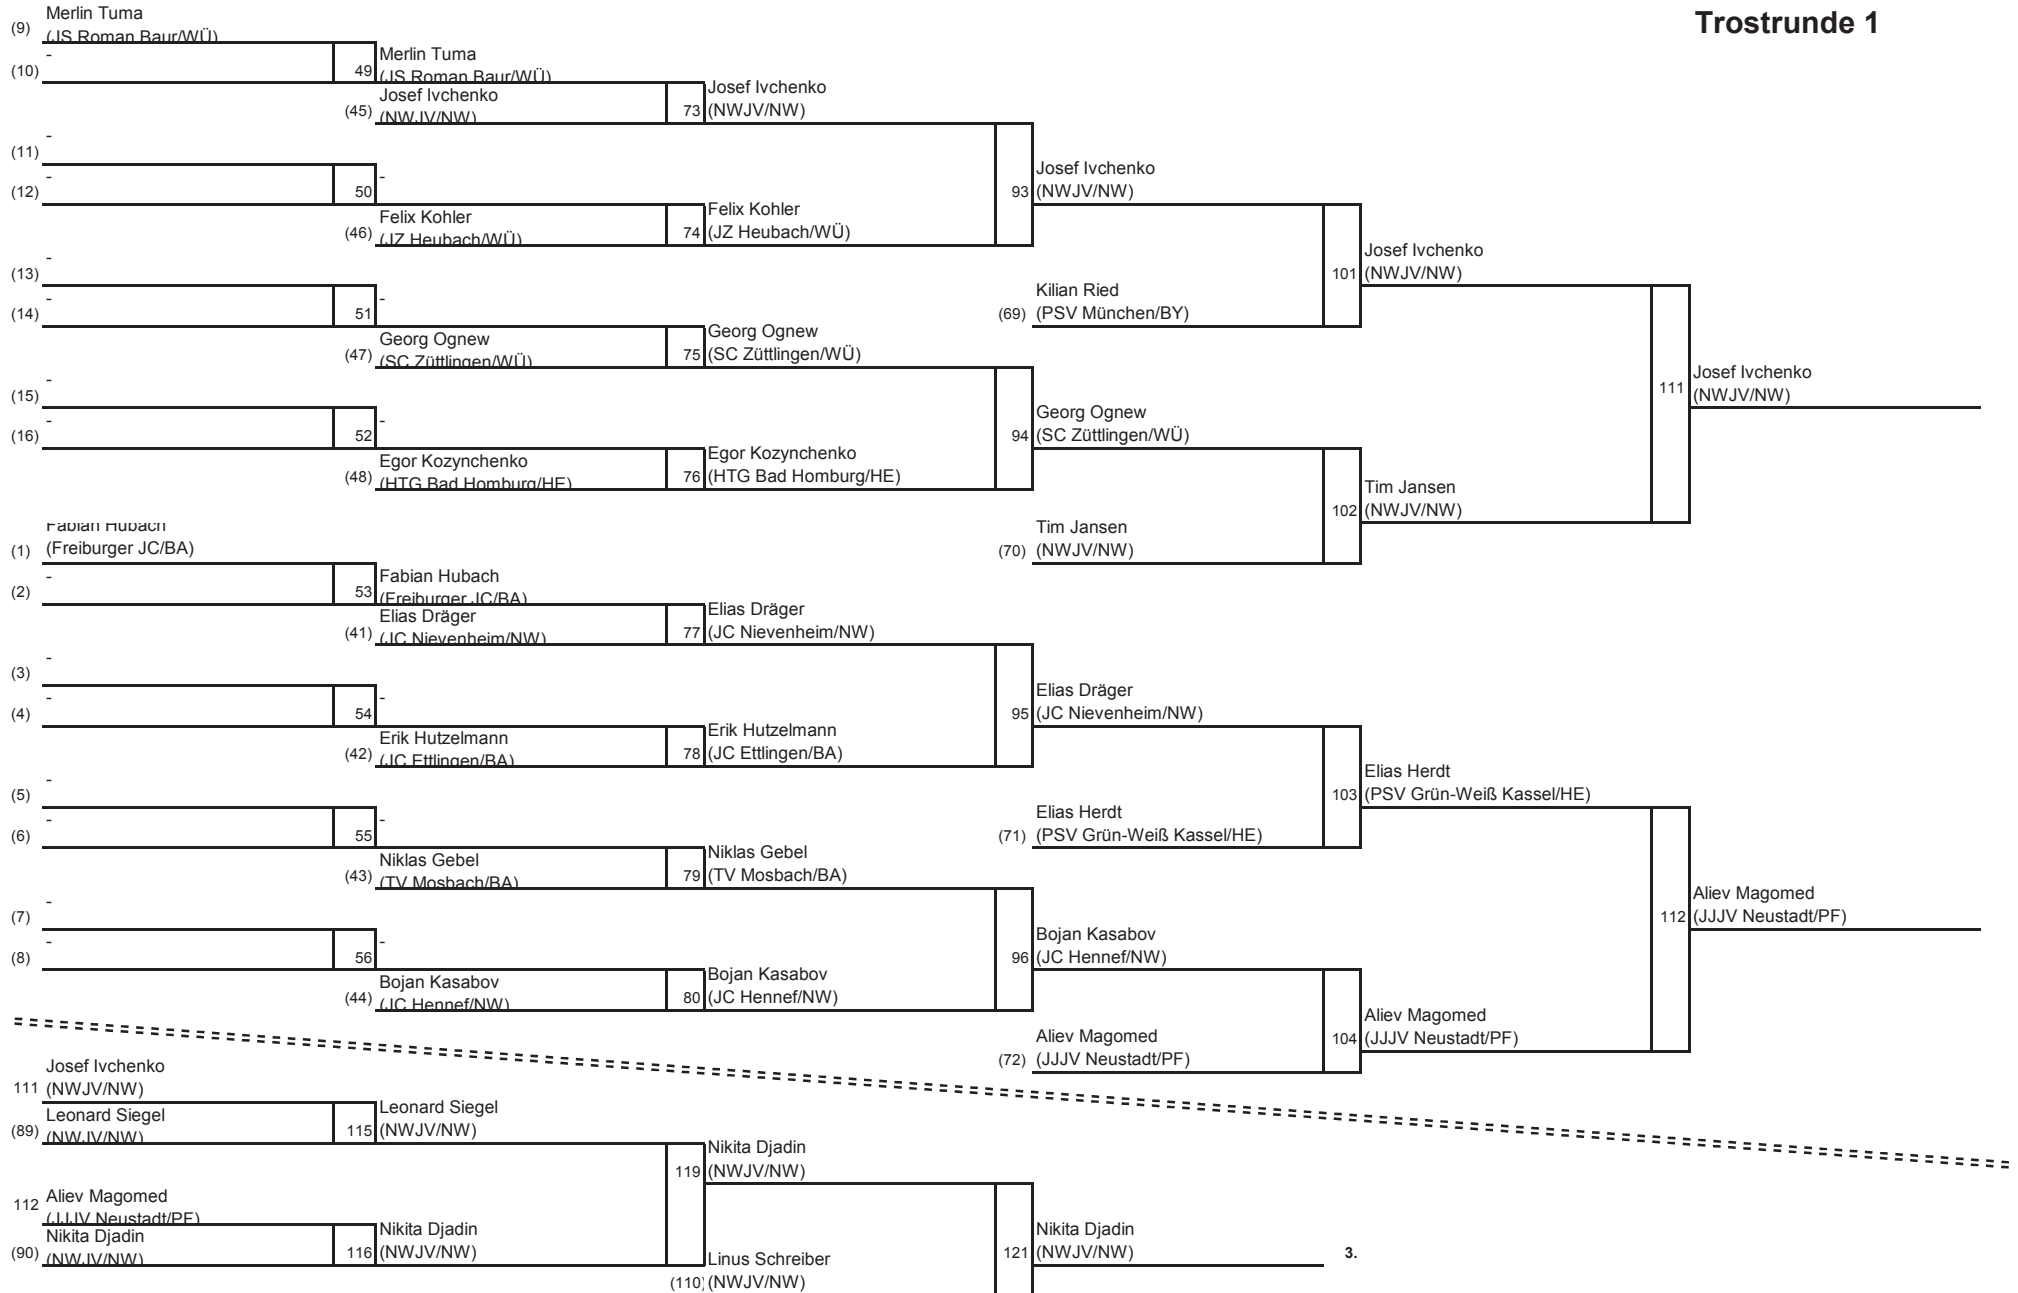 Trostrunde 1
Merlin Tuma
(9) (JS Roman Baur/WÜ)
-
(10)
49
Merlin Tuma
(JS Roman Baur/WÜ)
Josef Ivchenko
(45) (NWJV/NW)
73
Josef Ivchenko
(NWJV/NW)
-
(11)
-
(12)
50
-
Felix Kohler
(46) (JZ Heubach/WÜ)
74
Felix Kohler
(JZ Heubach/WÜ)
93
Josef Ivchenko
(NWJV/NW)
-
(13)
-
(14)
51
-
Georg Ognew
(47) (SC Züttlingen/WÜ)
75
Georg Ognew
(SC Züttlingen/WÜ)
Kilian Ried
(69) (PSV München/BY)
101
Josef Ivchenko
(NWJV/NW)
-
(15)
-
(16)
52
-
Egor Kozynchenko
(48) (HTG Bad Homburg/HE)
76
Egor Kozynchenko
(HTG Bad Homburg/HE)
94
Georg Ognew
(SC Züttlingen/WÜ)
Tim Jansen
(70) (NWJV/NW)
102
Tim Jansen
(NWJV/NW)
111
Josef Ivchenko
(NWJV/NW)
Fabian Hubach
(1) (Freiburger JC/BA)
-
(2)
53
Fabian Hubach
(Freiburger JC/BA)
Elias Dräger
(41) (JC Nievenheim/NW)
77
Elias Dräger
(JC Nievenheim/NW)
-
(3)
-
(4)
54
-
Erik Hutzelmann
(42) (JC Ettlingen/BA)
78
Erik Hutzelmann
(JC Ettlingen/BA)
95
Elias Dräger
(JC Nievenheim/NW)
-
(5)
-
(6)
55
-
Niklas Gebel
(43) (TV Mosbach/BA)
79
Niklas Gebel
(TV Mosbach/BA)
Elias Herdt
(71) (PSV Grün-Weiß Kassel/HE)
103
Elias Herdt
(PSV Grün-Weiß Kassel/HE)
-
(7)
-
(8)
56
-
Bojan Kasabov
(44) (JC Hennef/NW)
80
Bojan Kasabov
(JC Hennef/NW)
96
Bojan Kasabov
(JC Hennef/NW)
Aliev Magomed
(72) (JJJV Neustadt/PF)
104
Aliev Magomed
(JJJV Neustadt/PF)
112
Aliev Magomed
(JJJV Neustadt/PF)
Josef Ivchenko
111 (NWJV/NW)
Leonard Siegel
(89) (NWJV/NW)
115
Leonard Siegel
(NWJV/NW)
Aliev Magomed
112 (JJJV Neustadt/PF)
Nikita Djadin
(90) (NWJV/NW)
116
Nikita Djadin
(NWJV/NW)
119
Nikita Djadin
(NWJV/NW)
Linus Schreiber
(110) (NWJV/NW)
121
Nikita Djadin
(NWJV/NW)
3.